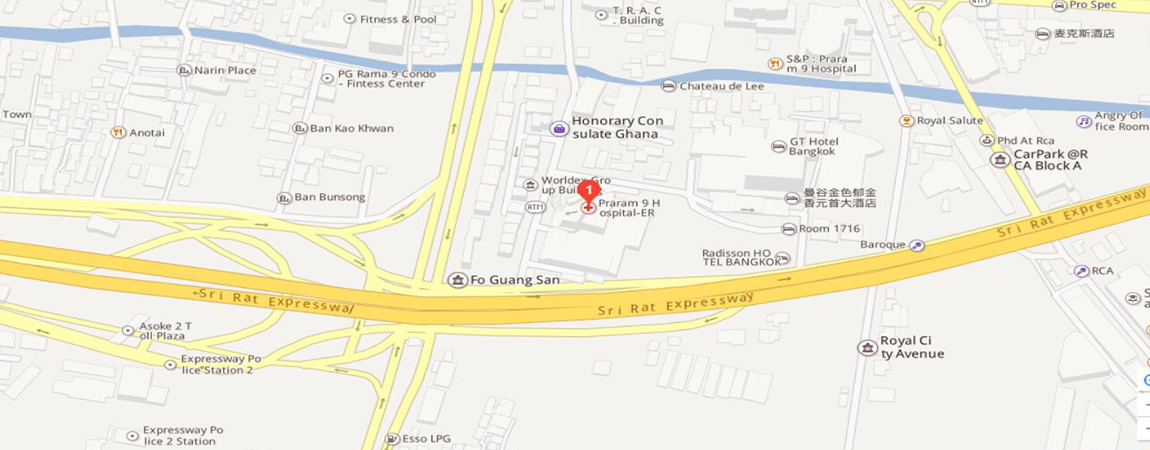 Fitness & Pool
T. R. A. C
. Building
ATM
Pro Spec
麦克斯酒店
S&P : Prara
m 9 Hospital
Narin Place
PG Rama 9 Condo
- Fintess Center
Chateau de Lee
Town
Anotai
Ban Kao Khwan
Honorary Con
sulate Ghana
Royal Salute
Angry Of
fice Room
Phd At Rca
GT Hotel
Bangkok
CarPark @R
CA Block A
Worldex Gro
up Building
1
ATM
Praram 9 H
ospital-ER
Ban Bunsong
曼谷金色郁金
香元首大酒店
Room 1716
Sri Rat Expressway
Baroque
Radisson HO
TEL BANGKOK
RCA
Fo Guang San
Sri Rat Expressway
Sri Rat Expressway
Asoke 2 T
oll Plaza
Royal Ci
ty Avenue
Expressway Po
lice Station 2
Expressway Po
lice 2 Station
Esso LPG